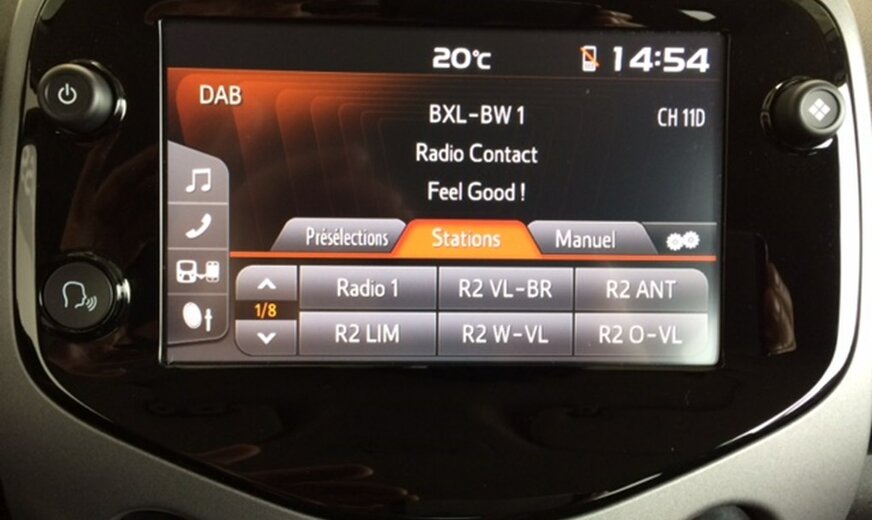 20°C 14:54
DAB
BXL-BW 1 CH 11D
Radio Contact
Feel Good !
Présélections Stations Manuel
Radio 1 R2 VL-BR R2 ANT
1/8
R2 LIM R2 W-VL R2 O-VL